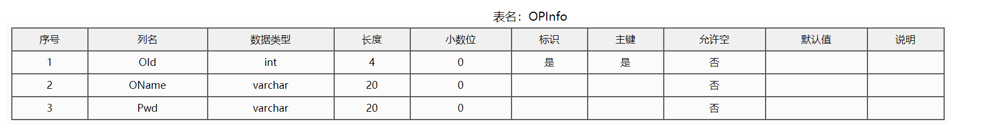 表名：OPInfo
序号 列名 数据类型 长度 小数位 标识 主键 允许空 默认值 说明
1 OId int 4 0 是 是 否
2 OName varchar 20 0 否
3 Pwd varchar 20 0 否